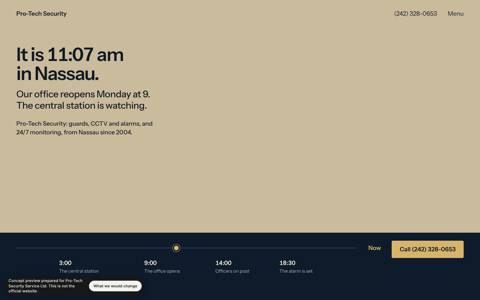 Pro-Tech Security
(242) 328-0653
Menu
It is 11:07 am
in Nassau.
Our office reopens Monday at 9.
The central station is watching.
Pro-Tech Security: guards, CCTV and alarms, and
24/7 monitoring, from Nassau since 2004.
Now
Call (242) 328-0653
3:00
9:00
14:00
18:30
The central station
The office opens
Officers on post
The alarm is set
Concept preview prepared for Pro-Tech
Security Service Ltd. This is not the
official website.
What we would change